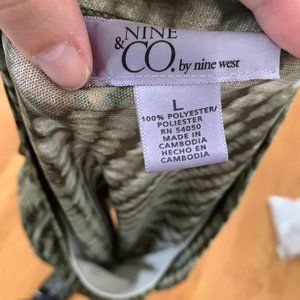 NINE
& CO. by nine west
L
100% POLYESTER/
POLIESTER
RN 54050
MADE IN
CAMBODIA
HECHO EN
CAMBODIA